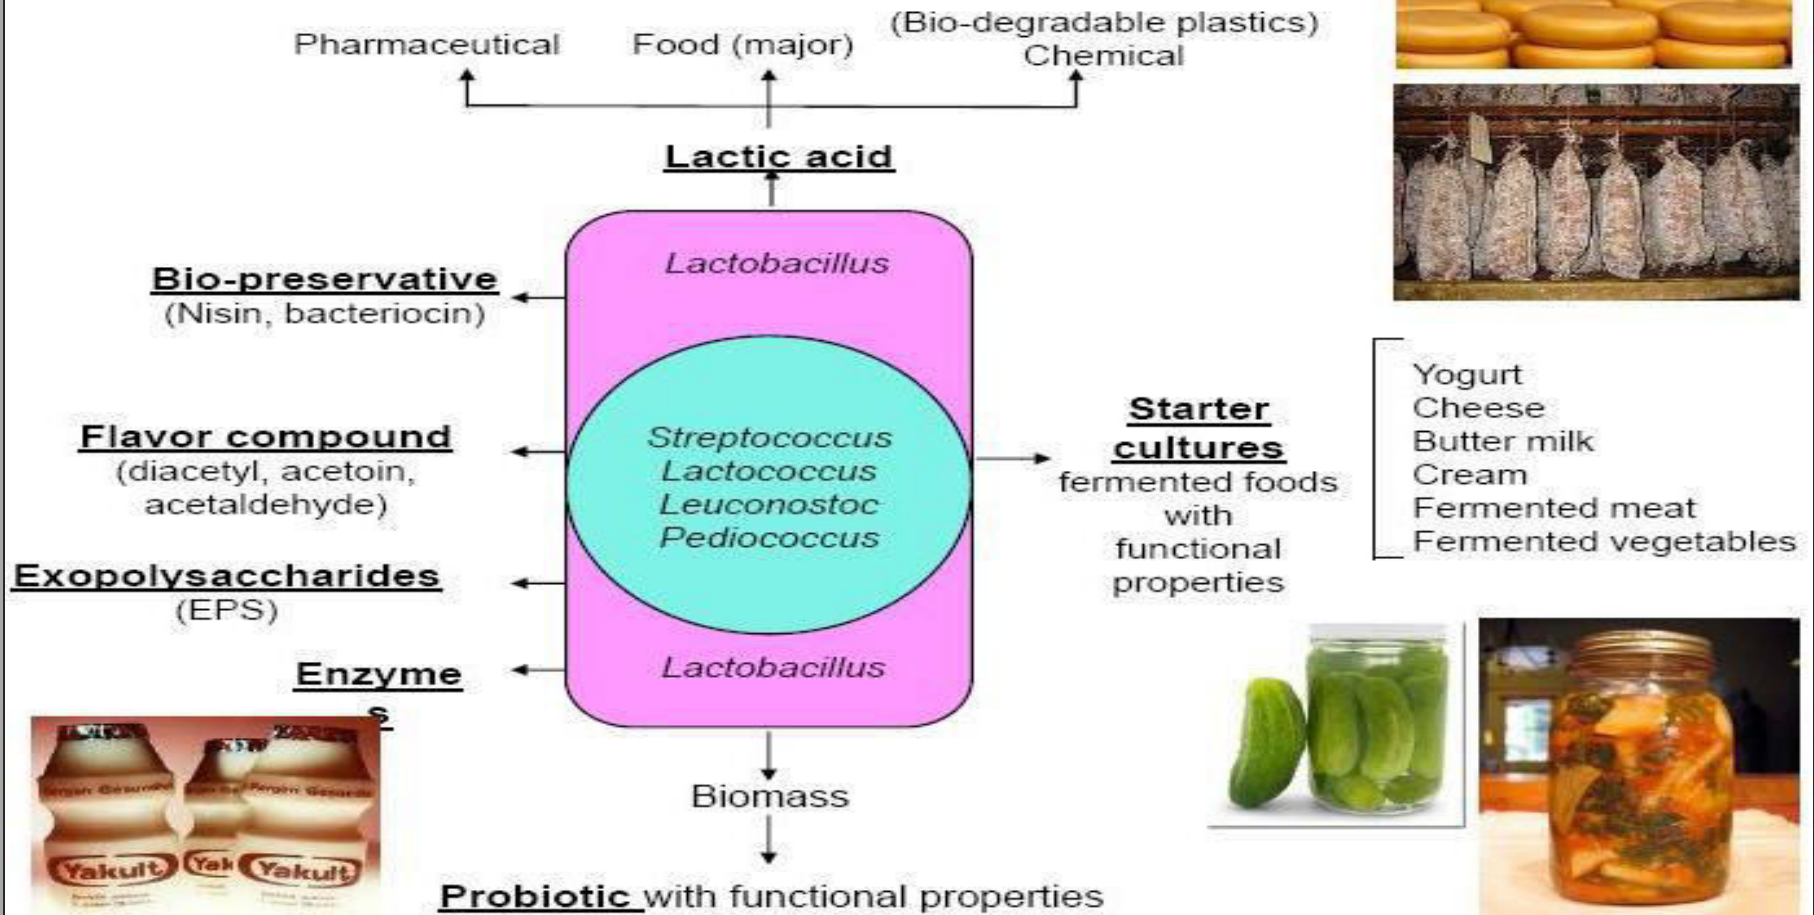 (Bio-degradable plastics)
Pharmaceutical
Food (major)
Chemical
Lactic acid
Lactobacillus
Bio-preservative
(Nisin, bacteriocin)
Streptococcus
Lactococcus
Leuconostoc
Pediococcus
Flavor compound
(diacetyl, acetoin,
acetaldehyde)
Exopolysaccharides
(EPS)
Enzyme
s
Lactobacillus
Starter
cultures
fermented foods
with
functional
properties
Yogurt
Cheese
Butter milk
Cream
Fermented meat
Fermented vegetables
Biomass
Probiotic with functional properties
Yakult
Yak
Yakult